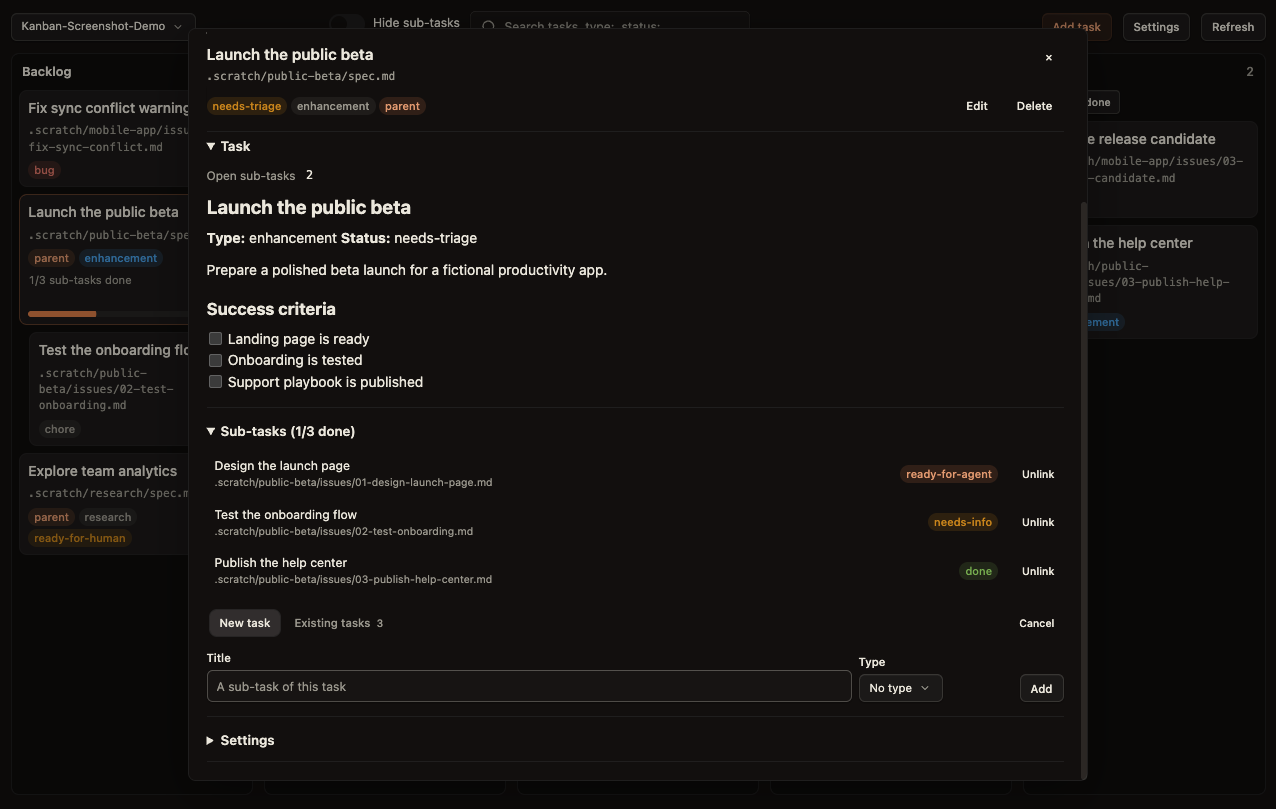 Kanban-Screenshot-Demo
Hide sub-tasks
Search tasks, type:, status:
Add task
Settings
Refresh
Backlog
Fix sync conflict warning
.scratch/mobile-app/issu
fix-sync-conflict.md
bug
Launch the public beta
.scratch/public-beta/spe
parent
enhancement
1/3 sub-tasks done
Test the onboarding flo
.scratch/public-
beta/issues/02-test-
onboarding.md
chore
Explore team analytics
.scratch/research/spec.m
parent
research
ready-for-human
Launch the public beta
×
.scratch/public-beta/spec.md
needs-triage
enhancement
parent
Edit
Delete
Task
Open sub-tasks 2
Launch the public beta
Type: enhancement Status: needs-triage
Prepare a polished beta launch for a fictional productivity app.
Success criteria
Landing page is ready
Onboarding is tested
Support playbook is published
Sub-tasks (1/3 done)
Design the launch page
.scratch/public-beta/issues/01-design-launch-page.md
ready-for-agent
Unlink
Test the onboarding flow
.scratch/public-beta/issues/02-test-onboarding.md
needs-info
Unlink
Publish the help center
.scratch/public-beta/issues/03-publish-help-center.md
done
Unlink
New task
Existing tasks 3
Cancel
Title
A sub-task of this task
Type
No type
Add
Settings
2
done
e release candidate
h/mobile-app/issues/03-
-candidate.md
the help center
h/public-
sues/03-publish-help-
md
ement